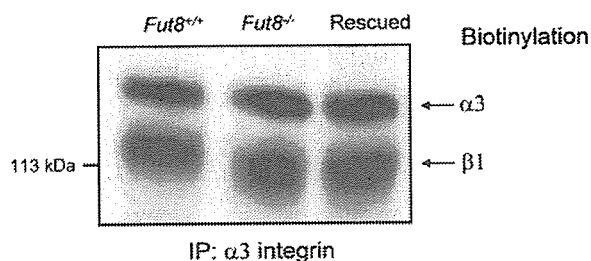 Fut8+/+ Fut8-/- Rescued Biotinylation
α3
113 kDa β1
IP: α3 integrin